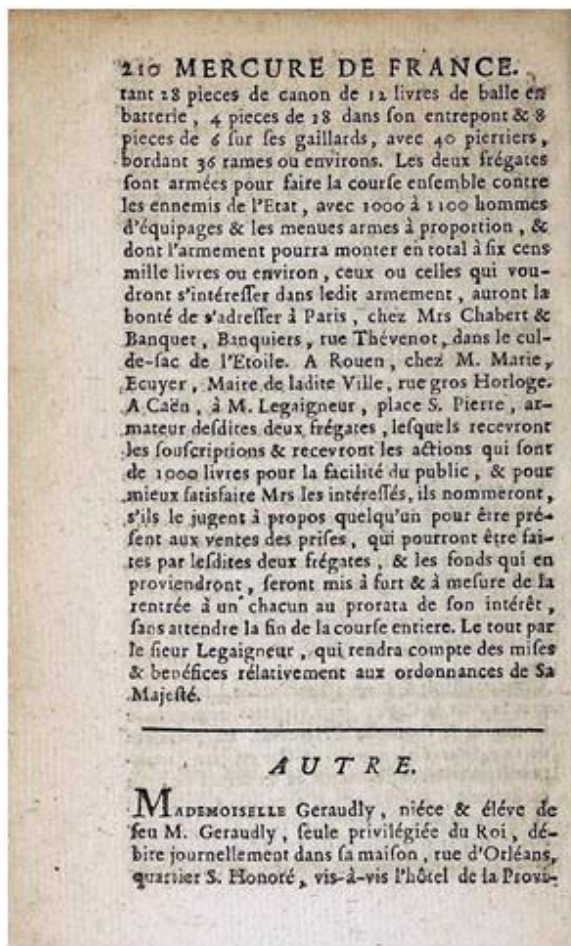 210 MERCURE DE FRANCE.
tant 28 pieces de canon de 12 livres de balle en
batterie, 4 pieces de 18 dans son entrepont & 8
pieces de 6 sur ses gaillards, avec 40 pierriers,
bordant 36 rames ou environs. Les deux frégates
sont armées pour faire la course ensemble contre
les ennemis de l'Etat, avec 1000 à 1100 hommes
d'équipages & les menues armes à proportion, &
dont l'armement pourra monter en total à six cens
mille livres ou environ, ceux ou celles qui vou-
dront s'intéresser dans ledit armement, auront la
bonté de s'adresser à Paris, chez Mrs Chabert &
Banquet, Banquiers, rue Thévenot, dans le cul-
de-sac de l'Etoile. A Rouen, chez M. Marie,
Ecuyer, Maire de ladite Ville, rue gros Horloge.
A Caën, à M. Legaigneur, place S. Pierre, ar-
mateur desdites deux frégates, lesquels recevront
les souscriptions & recevront les actions qui sont
de 1000 livres pour la facilité du public, & pour
mieux satisfaire Mrs les intéressés, ils nommeront,
s'ils le jugent à propos quelqu'un pour être pré-
sent aux ventes des prises, qui pourront être fai-
tes par lesdites deux frégates, & les fonds qui en
proviendront, seront mis à fort & à mesure de la
rentrée à un chacun au prorata de son intérêt,
sans attendre la fin de la course entiere. Le tout par
le sieur Legaigneur, qui rendra compte des mises
& bénéfices rélativement aux ordonnances de Sa
Majesté.
AUTRE.
MADEMOISELLE Geraudly, niéce & éléve de
feu M. Geraudly, seule privilégiée du Roi, dé-
bite journellement dans sa maison, rue d'Orléans,
quartier S. Honoré, vis-à-vis l'hôtel de la Provi-